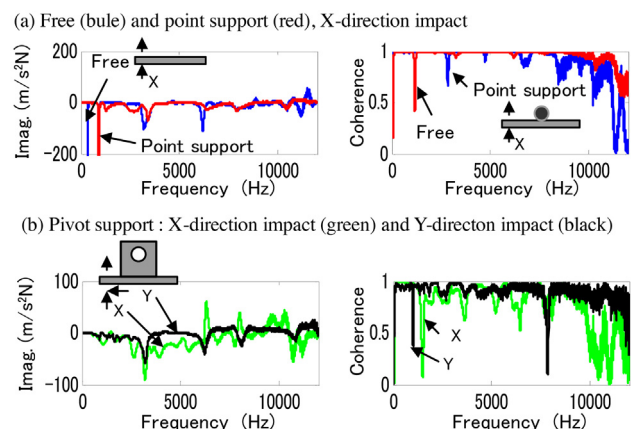 (a) Free (bule) and point support (red), X-direction impact
Imag. (m/s²N)
200
0
-200
Free
X
Point support
0 5000 10000
Frequency (Hz)
Coherence
1
0.5
0
Point support
Free
X
0 5000 10000
Frequency (Hz)
(b) Pivot support : X-direction impact (green) and Y-directon impact (black)
Imag. (m/s²N)
100
0
-100
X
Y
0 5000 10000
Frequency (Hz)
Coherence
1
0.5
0
X
Y
0 5000 10000
Frequency (Hz)